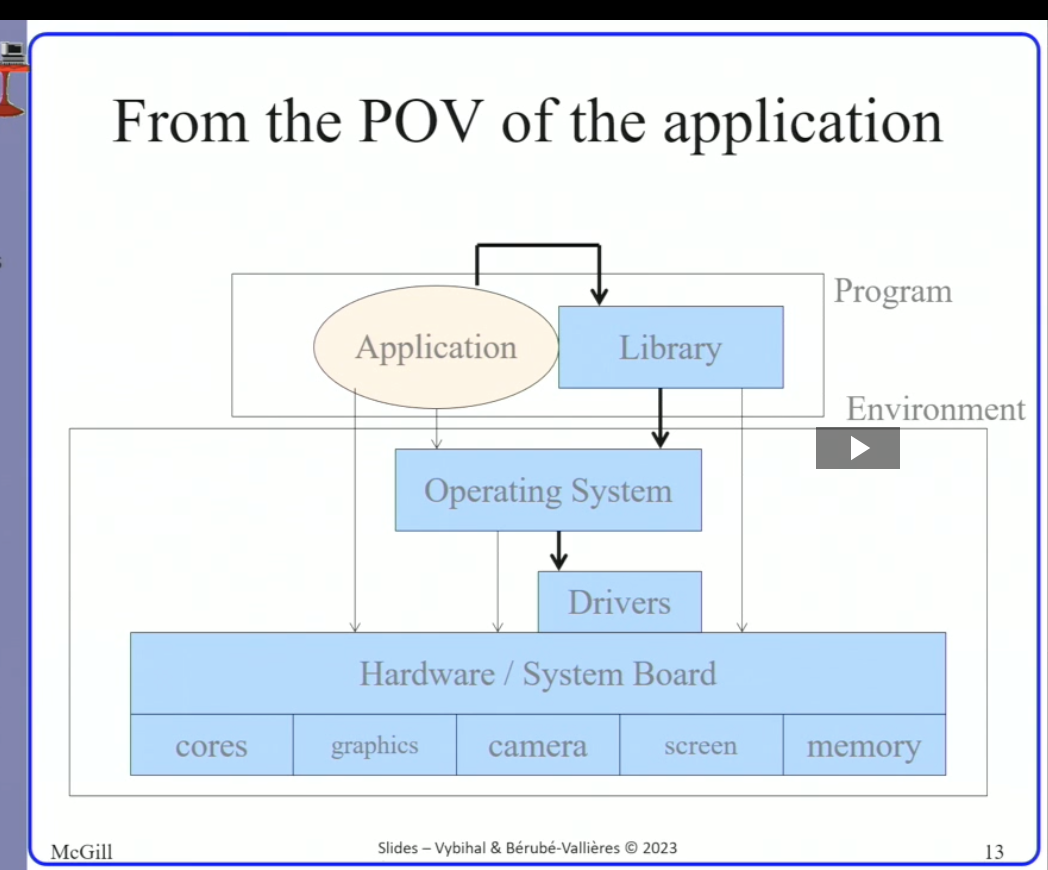 From the POV of the application
Program
Application
Library
Environment
Operating System
Drivers
Hardware / System Board
cores
graphics
camera
screen
memory
McGill
Slides – Vybihal & Bérubé-Vallières © 2023
13